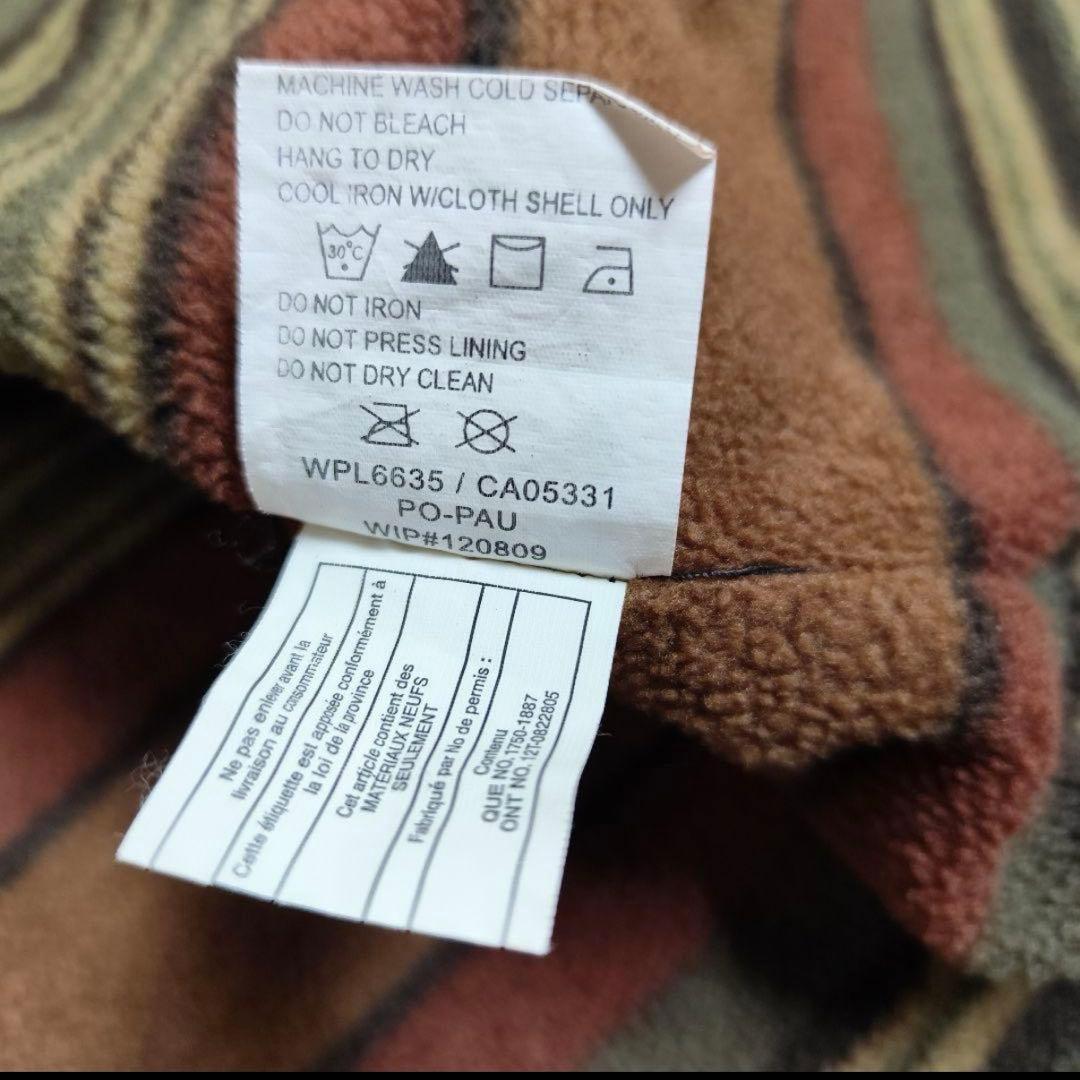 MACHINE WASH COLD
DO NOT BLEACH
HANG TO DRY
COOL IRON W/CLOTH SHELL ONLY
30°C
DO NOT IRON
DO NOT PRESS LINING
DO NOT DRY CLEAN
WPL6635 / CA05331
PO-PAU
WIP#120809
Ne pas enlever avant la
livraison au consommateur
Cette étiquette est apposée conformément à
la loi de la province
Cet article contient des
MATERIAUX NEUFS
SEULEMENT
Fabriqué par No de permis :
Contenu
QUE NO.1750-1887
ONT NO.12T-0822805